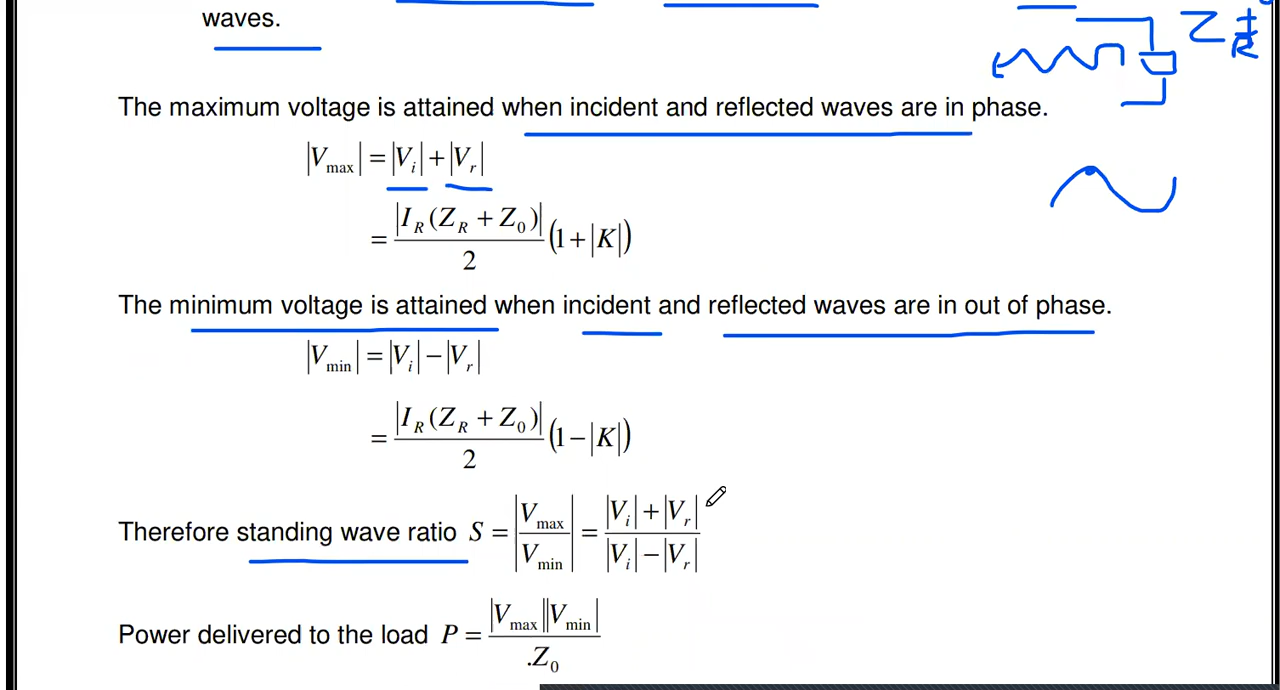 waves.
Z ≠
R
The maximum voltage is attained when incident and reflected waves are in phase.
|V_max| = |V_i| + |V_r|
= |I_R (Z_R + Z_0)| / 2 (1 + |K|)
The minimum voltage is attained when incident and reflected waves are in out of phase.
|V_min| = |V_i| − |V_r|
= |I_R (Z_R + Z_0)| / 2 (1 − |K|)
Therefore standing wave ratio S = |V_max / V_min| = (|V_i| + |V_r|) / (|V_i| − |V_r|)
Power delivered to the load P = |V_max||V_min| / .Z_0